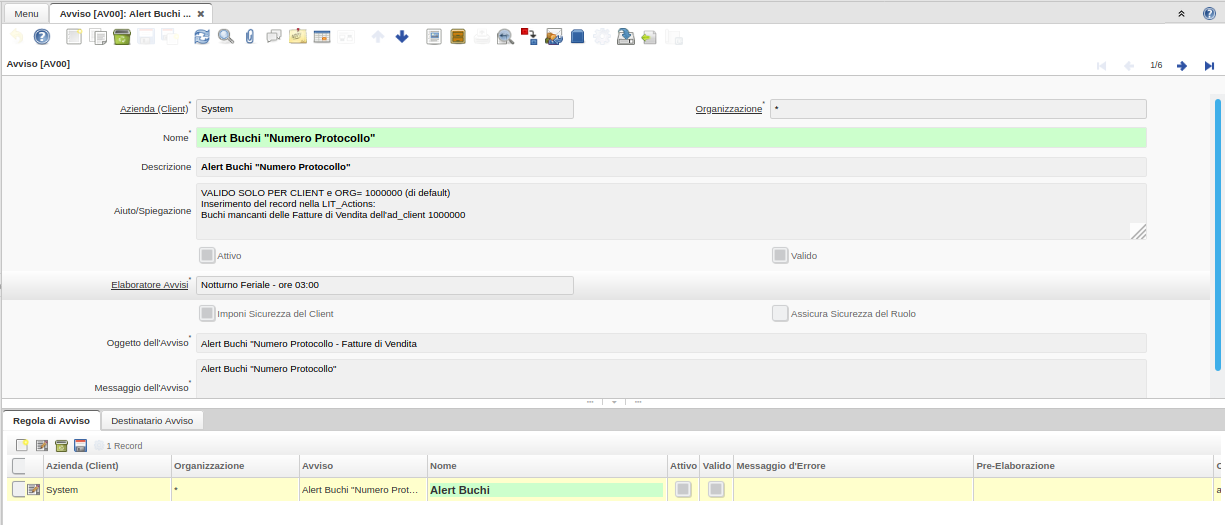 Menu
Avviso [AV00]: Alert Buchi ...
Avviso [AV00]
1/6
Azienda (Client)*
System
Organizzazione*
*
Nome*
Alert Buchi "Numero Protocollo"
Descrizione
Alert Buchi "Numero Protocollo"
Aiuto/Spiegazione
VALIDO SOLO PER CLIENT e ORG= 1000000 (di default)
Inserimento del record nella LIT_Actions:
Buchi mancanti delle Fatture di Vendita dell'ad_client 1000000
Attivo
Valido
Elaboratore Avvisi*
Notturno Feriale - ore 03:00
Imponi Sicurezza del Client
Assicura Sicurezza del Ruolo
Oggetto dell'Avviso*
Alert Buchi "Numero Protocollo - Fatture di Vendita
Messaggio dell'Avviso*
Alert Buchi "Numero Protocollo"
Regola di Avviso
Destinatario Avviso
1 Record
Azienda (Client)
Organizzazione
Avviso
Nome
Attivo
Valido
Messaggio d'Errore
Pre-Elaborazione
System
*
Alert Buchi "Numero Prot...
Alert Buchi